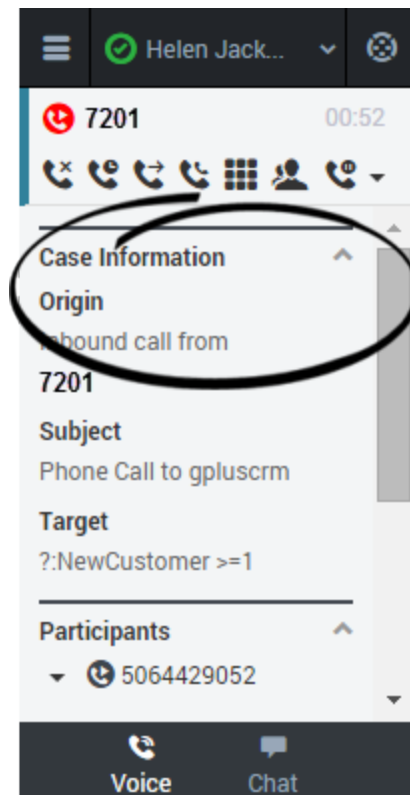 Helen Jack...
7201
00:52
Case Information
Origin
Inbound call from
7201
Subject
Phone Call to gpluscrm
Target
?:NewCustomer >=1
Participants
5064429052
Voice
Chat